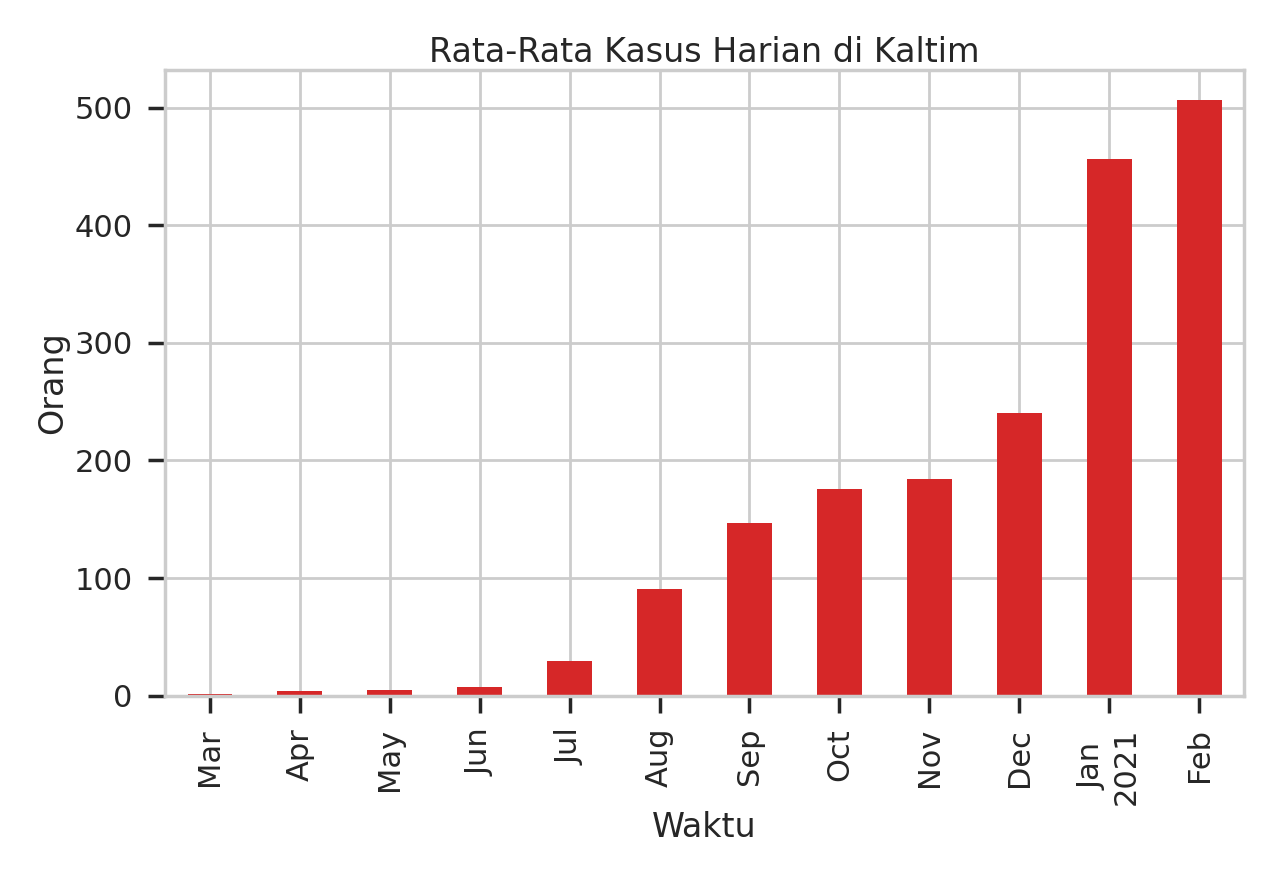 Rata-Rata Kasus Harian di Kaltim
500
400
300
200
100
0
Orang
Mar
Apr
May
Jun
Jul
Aug
Sep
Oct
Nov
Dec
Jan
2021
Feb
Waktu